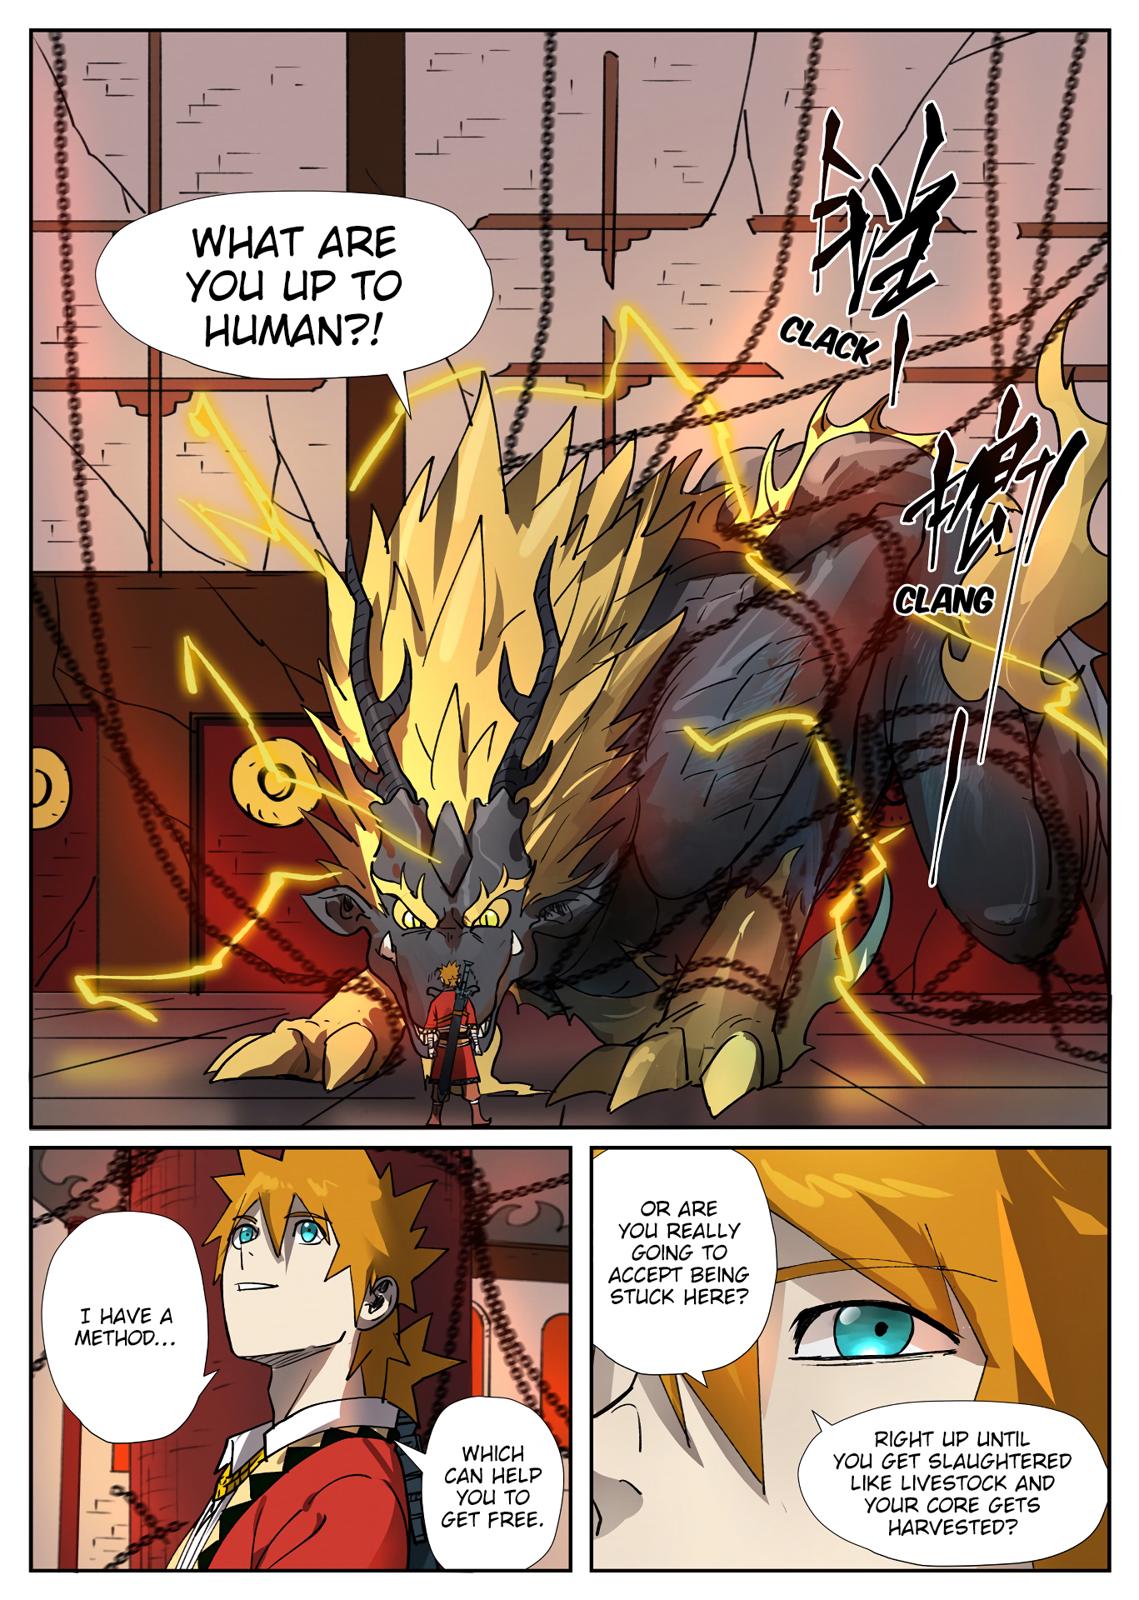 WHAT ARE
YOU UP TO
HUMAN?!
CLACK
CLANG
I HAVE A
METHOD...
WHICH
CAN HELP
YOU TO
GET FREE.
OR ARE
YOU REALLY
GOING TO
ACCEPT BEING
STUCK HERE?
RIGHT UP UNTIL
YOU GET SLAUGHTERED
LIKE LIVESTOCK AND
YOUR CORE GETS
HARVESTED?